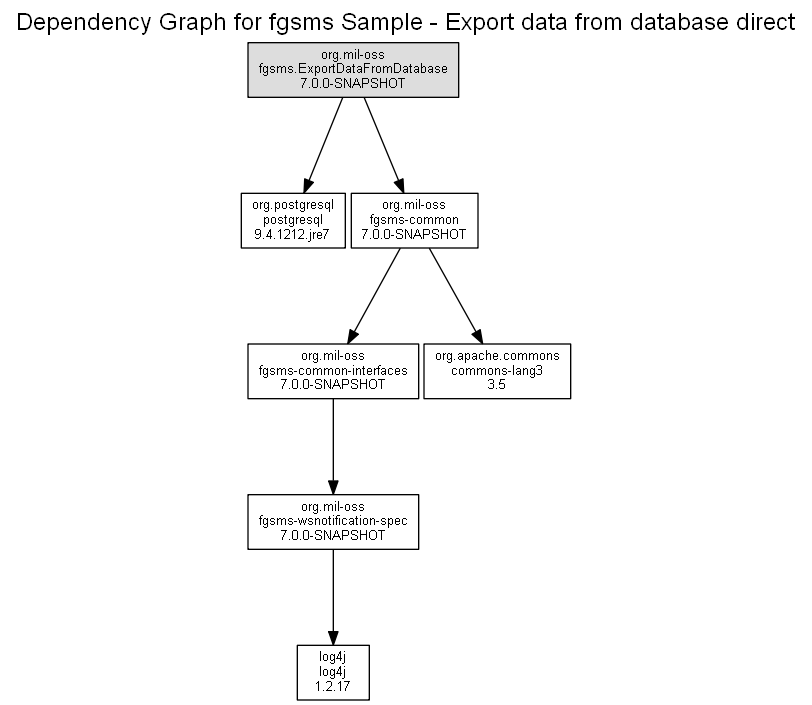 Dependency Graph for fgsms Sample - Export data from database direct
org.mil-oss
fgsms.ExportDataFromDatabase
7.0.0-SNAPSHOT
org.postgresql
postgresql
9.4.1212.jre7
org.mil-oss
fgsms-common
7.0.0-SNAPSHOT
org.mil-oss
fgsms-common-interfaces
7.0.0-SNAPSHOT
org.apache.commons
commons-lang3
3.5
org.mil-oss
fgsms-wsnotification-spec
7.0.0-SNAPSHOT
log4j
log4j
1.2.17